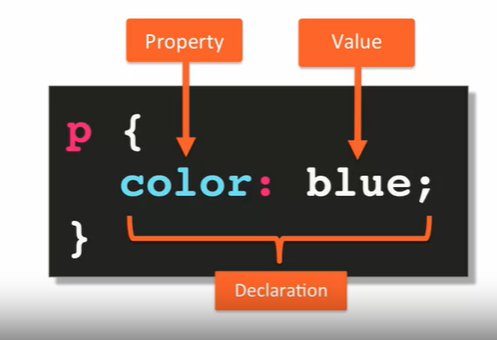 Property Value
p {
color: blue;
}
Declaration